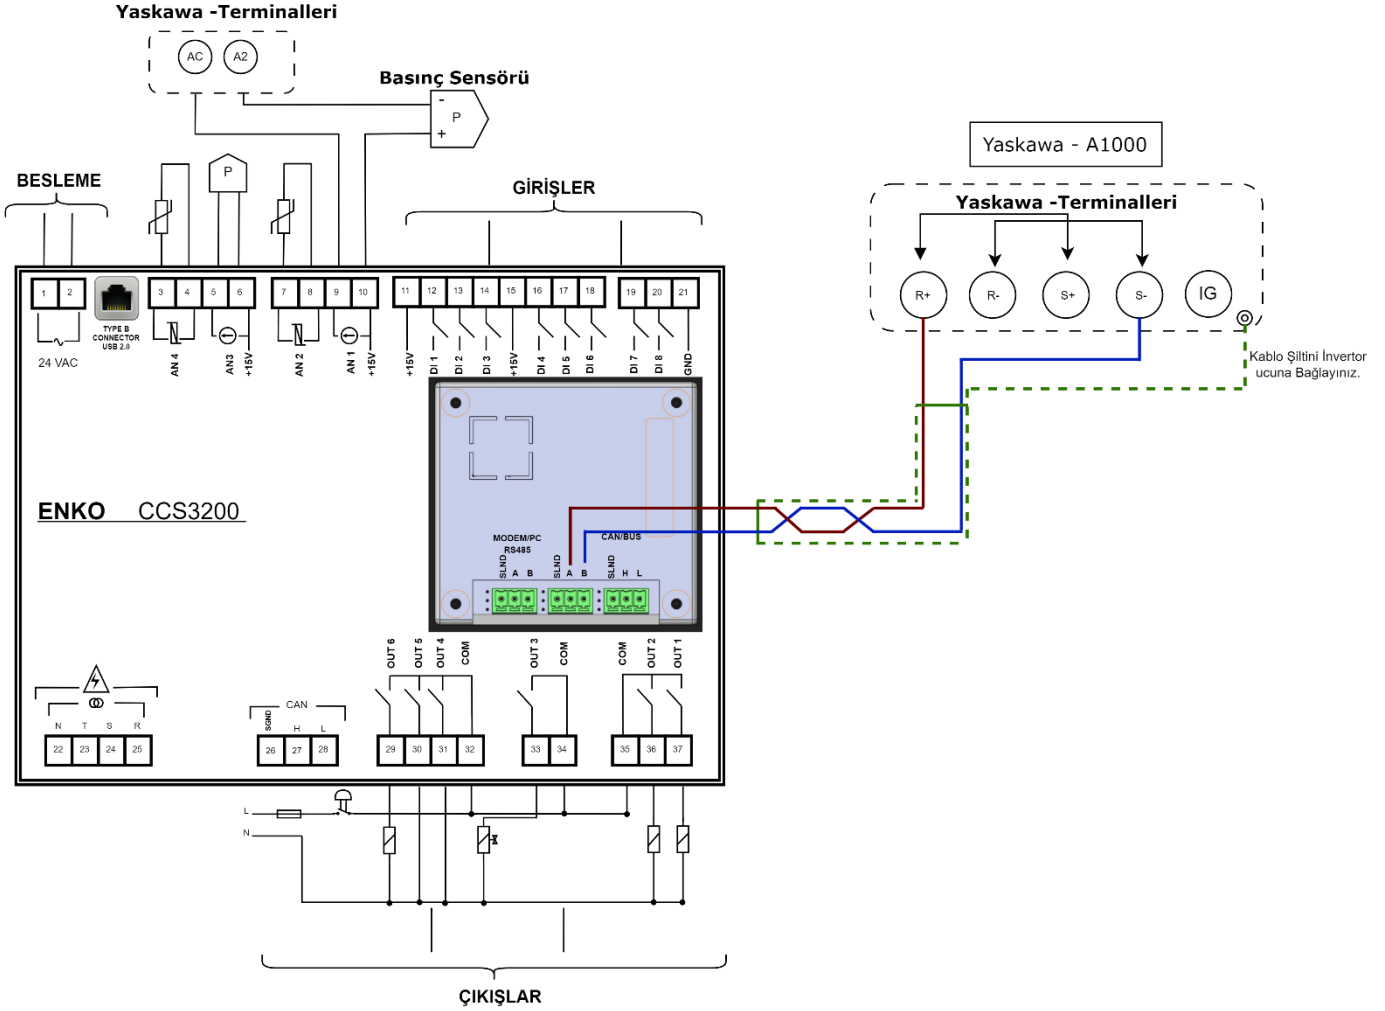 Yaskawa -Terminalleri
AC
A2
Basınç Sensörü
-
P
+
Yaskawa - A1000
Yaskawa -Terminalleri
R+
R-
S+
S-
IG
Kablo Şiltini İnvertor
ucuna Bağlayınız.
BESLEME
P
GİRİŞLER
1
2
3
4
5
6
7
8
9
10
11
12
13
14
15
16
17
18
19
20
21
TYPE B
CONNECTOR
USB 2.0
24 VAC
AN 4
AN3
+15V
AN 2
AN 1
+15V
+15V
DI 1
DI 2
DI 3
+15V
DI 4
DI 5
DI 6
DI 7
DI 8
GND
ENKO CCS3200
MODEM/PC
RS485
CAN/BUS
SLND
A
B
SLND
A
B
SLND
H
L
OUT 6
OUT 5
OUT 4
COM
OUT 3
COM
COM
OUT 2
OUT 1
N
T
S
R
CAN
SGND
H
L
22
23
24
25
26
27
28
29
30
31
32
33
34
35
36
37
L
N
ÇIKIŞLAR